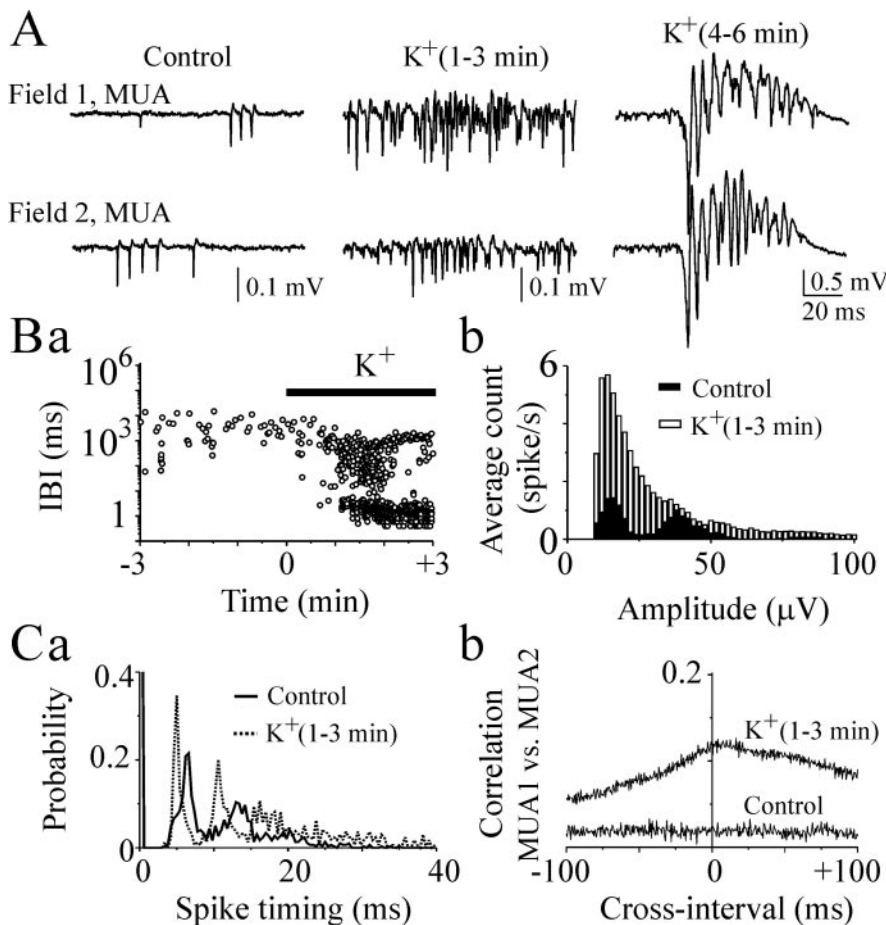 A
Control
K+(1-3 min)
K+(4-6 min)
Field 1, MUA
Field 2, MUA
0.1 mV
0.1 mV
0.5 mV
20 ms
Ba
K+
IBI (ms)
10^6
10^3
1
-3
0
+3
Time (min)
b
Average count
(spike/s)
6
0
Control
K+(1-3 min)
0
50
100
Amplitude (μV)
Ca
Probability
0.4
0.2
0
Control
K+(1-3 min)
0
20
40
Spike timing (ms)
b
Correlation
MUA1 vs. MUA2
0.2
K+(1-3 min)
Control
-100
0
+100
Cross-interval (ms)